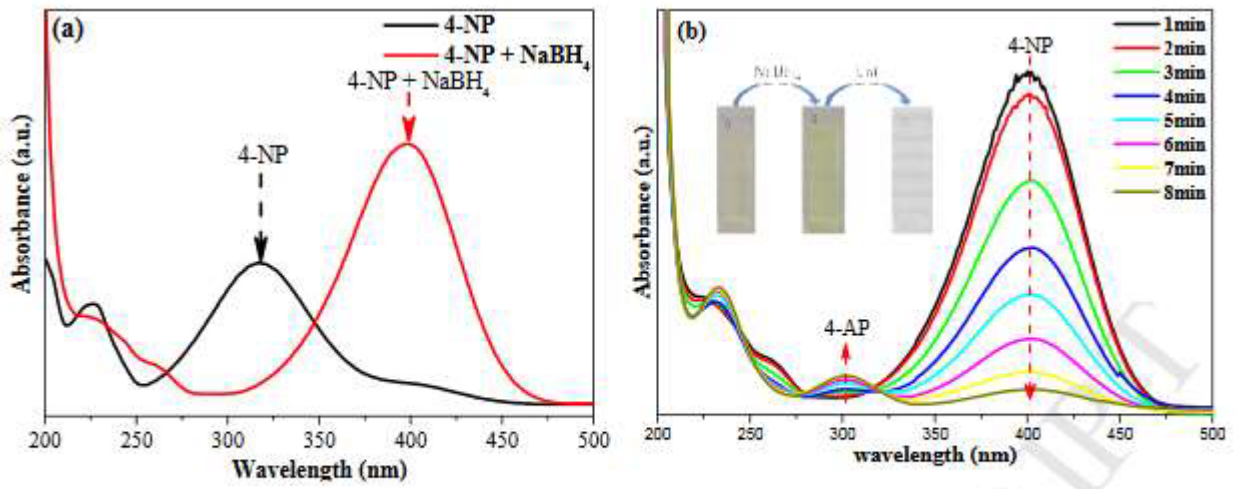 (a)
4-NP
4-NP + NaBH4
4-NP + NaBH4
4-NP
Absorbance (a.u.)
200 250 300 350 400 450 500
Wavelength (nm)
(b)
4-NP
1min
2min
3min
4min
5min
6min
7min
8min
4-AP
Absorbance (a.u.)
200 250 300 350 400 450 500
wavelength (nm)